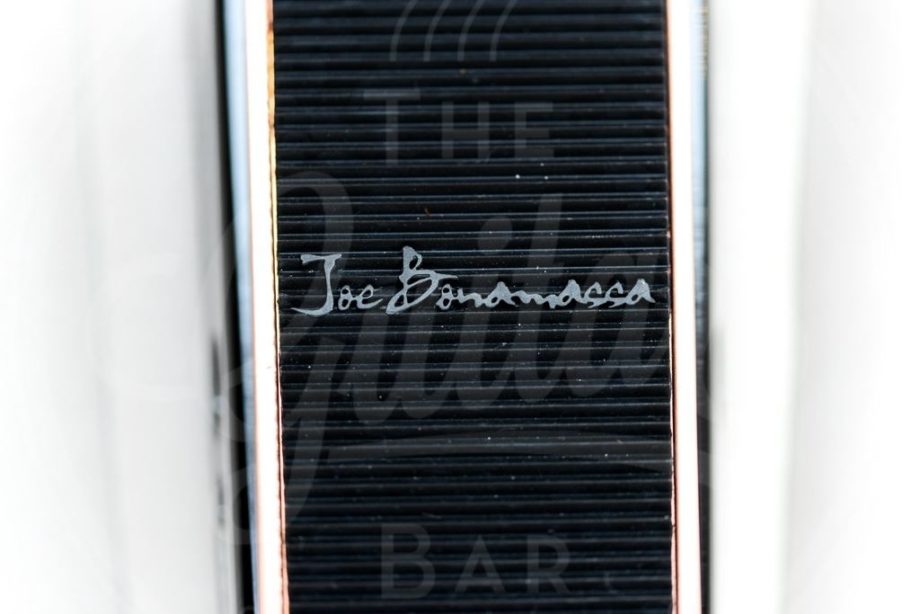 The
Guitar
Joe Bonamassa
Bar